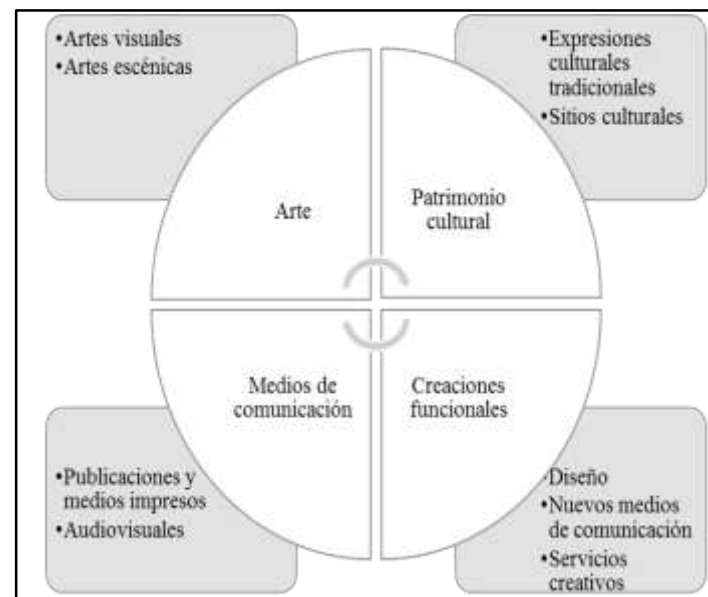 •Artes visuales
•Artes escénicas
•Expresiones
culturales
tradicionales
•Sitios culturales
Arte
Patrimonio
cultural
Medios de
comunicación
Creaciones
funcionales
•Publicaciones y
medios impresos
•Audiovisuales
•Diseño
•Nuevos medios
de comunicación
•Servicios
creativos